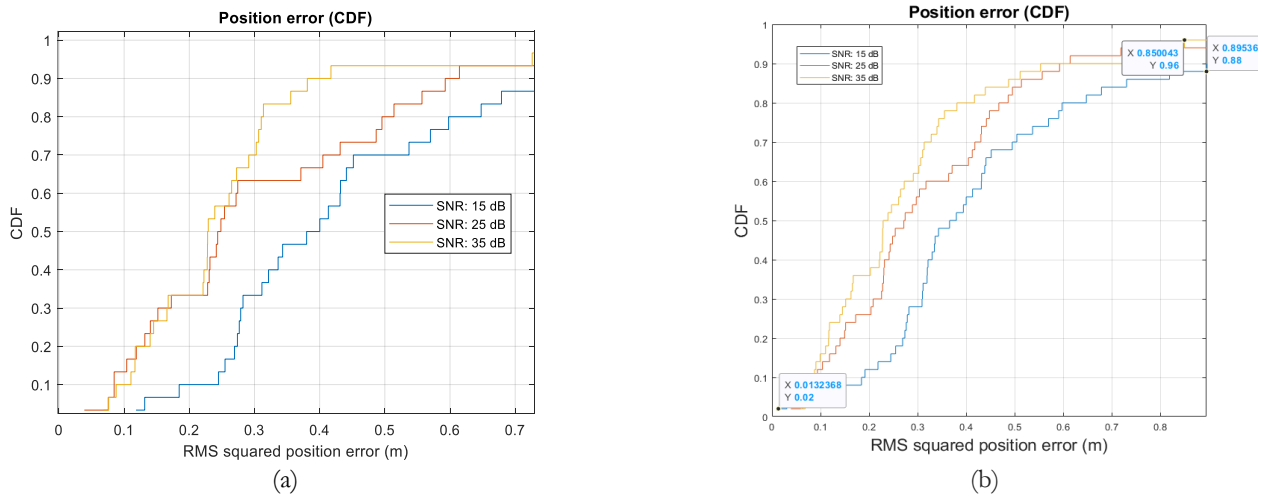 Position error (CDF)
1
0.9
0.8
0.7
0.6
0.5
0.4
0.3
0.2
0.1
CDF
SNR: 15 dB
SNR: 25 dB
SNR: 35 dB
0
0.1
0.2
0.3
0.4
0.5
0.6
0.7
RMS squared position error (m)
(a)
Position error (CDF)
1
0.9
0.8
0.7
0.6
0.5
0.4
0.3
0.2
0.1
0
CDF
SNR: 15 dB
SNR: 25 dB
SNR: 35 dB
X 0.850043
Y 0.96
X 0.89536
Y 0.88
X 0.0132368
Y 0.02
0
0.1
0.2
0.3
0.4
0.5
0.6
0.7
0.8
RMS squared position error (m)
(b)